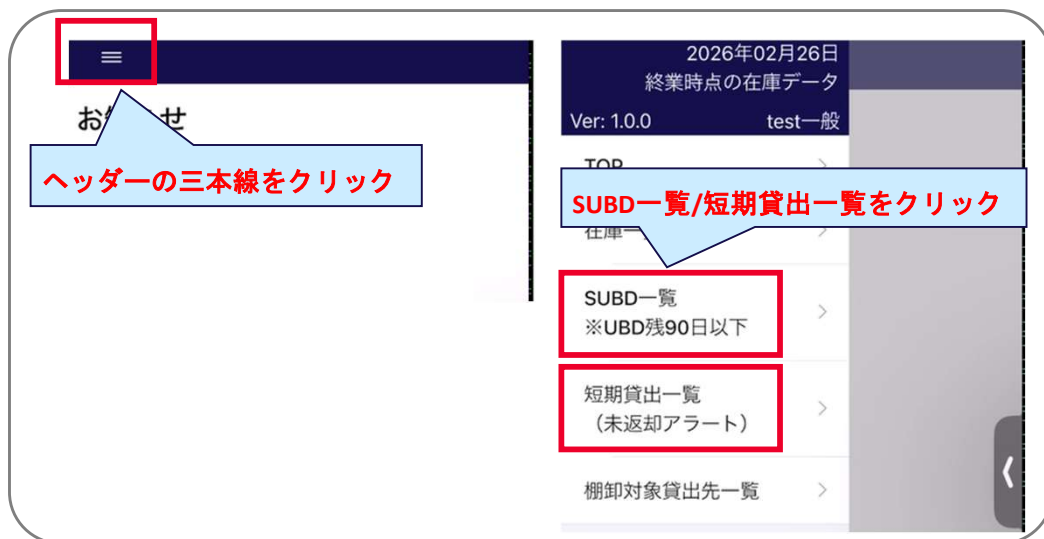 お
せ
ヘッダーの三本線をクリック
2026年02月26日
終業時点の在庫データ
Ver: 1.0.0 test一般
TOP
SUBD一覧/短期貸出一覧をクリック
在庫一
SUBD一覧
※UBD残90日以下
短期貸出一覧
（未返却アラート）
棚卸対象貸出先一覧